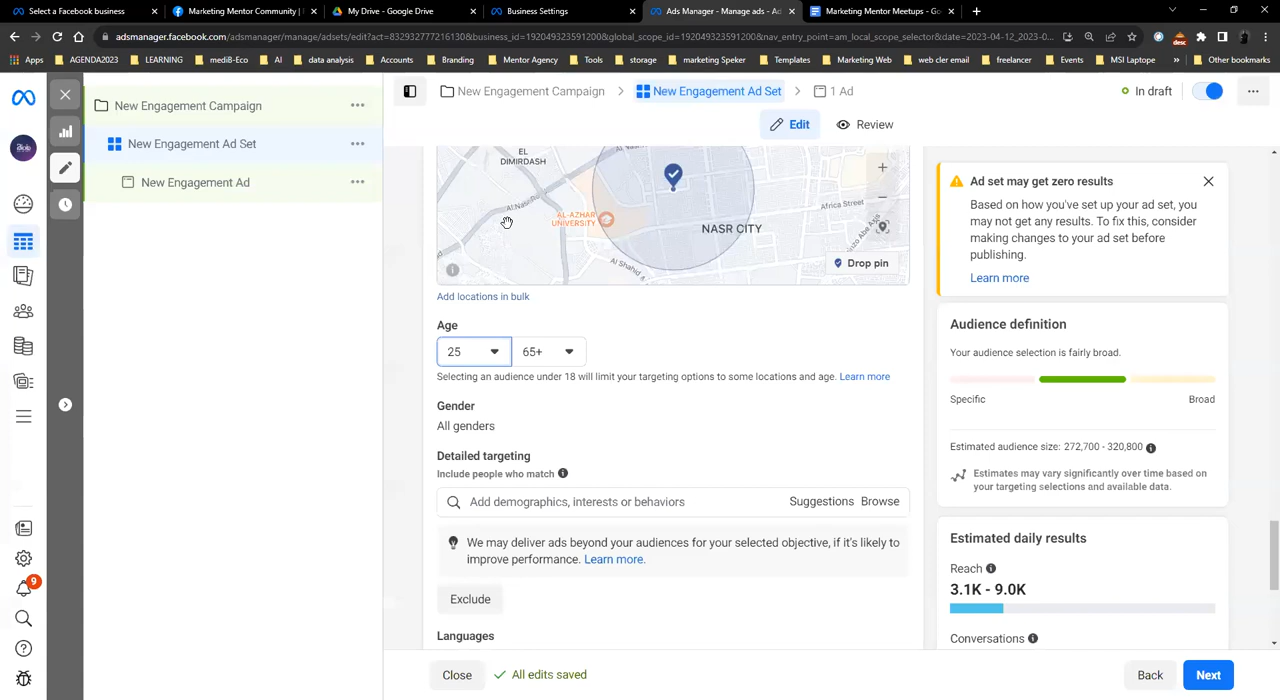 Select a Facebook business
Marketing Mentor Community |
My Drive - Google Drive
Business Settings
Ads Manager - Manage ads - Ad
Marketing Mentor Meetups - Go
adsmanager.facebook.com/adsmanager/manage/adsets/edit?act=832932777216130&business_id=192049323591200&global_scope_id=192049323591200&nav_entry_point=am_local_scope_selector&date=2023-04-12_2023-0...
Apps
AGENDA2023
LEARNING
medi8-Eco
AI
data analysis
Accounts
Branding
Mentor Agency
Tools
storage
marketing Speker
Templates
Marketing Web
web cler email
freelancer
Events
MSI Laptope
»
Other bookmarks
New Engagement Campaign
New Engagement Ad Set
New Engagement Ad
9
New Engagement Campaign
New Engagement Ad Set
1 Ad
In draft
Edit
Review
EL
DIMIRDASH
Al.Nasr
AL-AZHAR
UNIVERSITY
NASR CITY
Africa Street
Al Shahid
Drop pin
Add locations in bulk
Age
25
65+
Selecting an audience under 18 will limit your targeting options to some locations and age. Learn more
Gender
All genders
Detailed targeting
Include people who match
Add demographics, interests or behaviors
Suggestions
Browse
We may deliver ads beyond your audiences for your selected objective, if it's likely to
improve performance. Learn more.
Exclude
Languages
Close
All edits saved
Back
Next
Ad set may get zero results
Based on how you've set up your ad set, you
may not get any results. To fix this, consider
making changes to your ad set before
publishing.
Learn more
Audience definition
Your audience selection is fairly broad.
Specific
Broad
Estimated audience size: 272,700 - 320,800
Estimates may vary significantly over time based on
your targeting selections and available data.
Estimated daily results
Reach
3.1K - 9.0K
Conversations